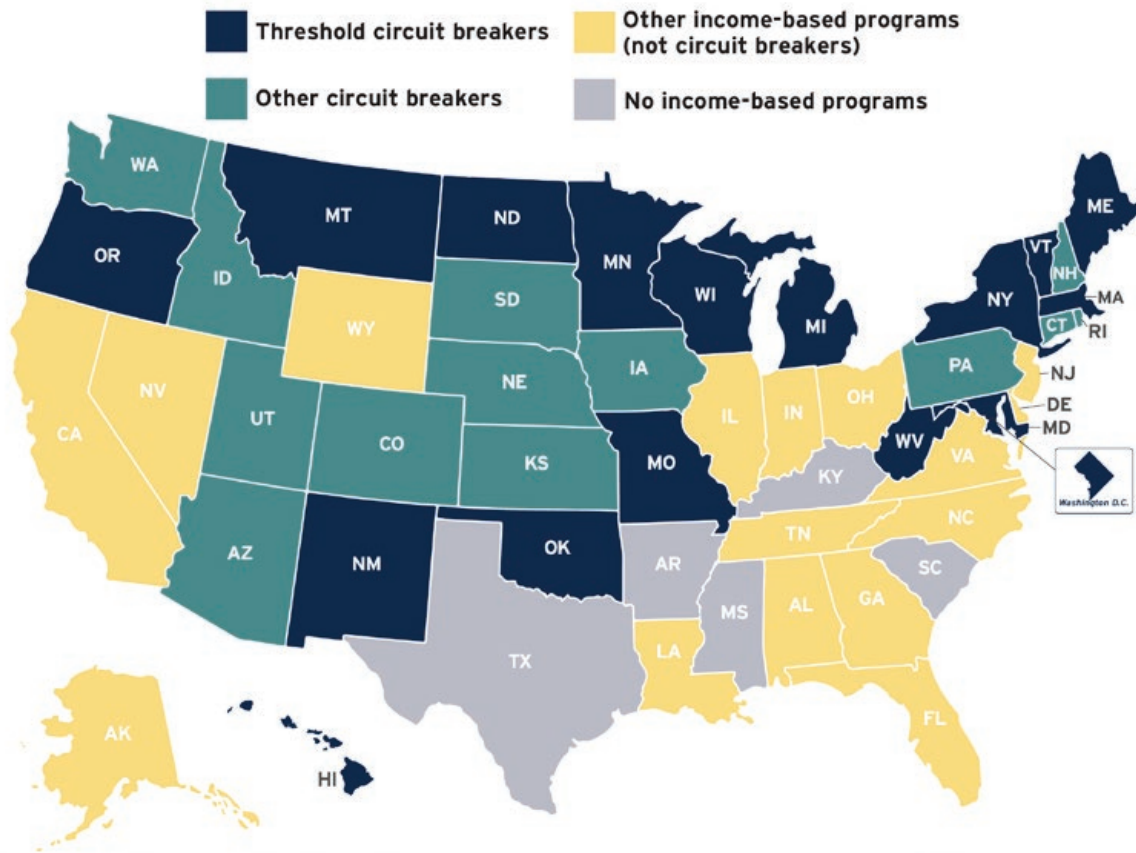 Threshold circuit breakers
Other income-based programs
(not circuit breakers)
Other circuit breakers
No income-based programs
WA
MT
ND
ME
OR
MN
VT
ID
SD
WI
NH
NY
MA
WY
MI
CT
RI
IA
PA
NE
NJ
NV
OH
IL
IN
DE
UT
CA
CO
MD
WV
KS
MO
VA
KY
Washington D.C.
NC
TN
AZ
OK
NM
AR
SC
MS
AL
GA
LA
TX
FL
AK
HI